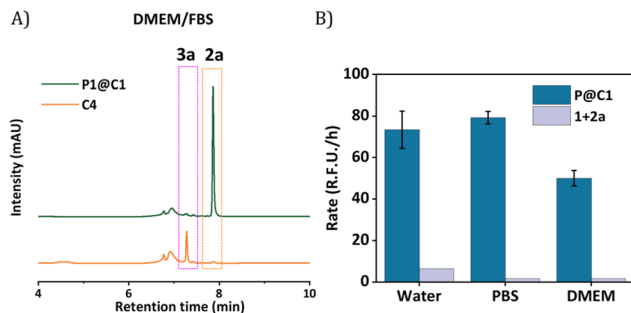 A)
DMEM/FBS
3a 2a
P1@C1
C4
Intensity (mAU)
4 6 8 10
Retention time (min)
B)
100
80
60
40
20
0
Rate (R.F.U./h)
P@C1
1+2a
Water PBS DMEM